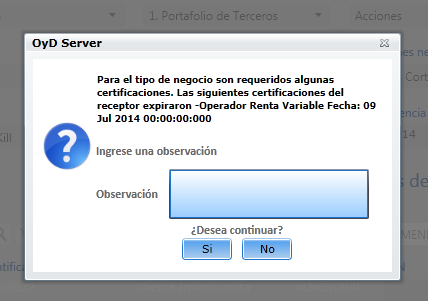 1. Portafolio de Terceros
Acciones
OyD Server
Para el tipo de negocio son requeridos algunas
certificaciones. Las siguientes certificaciones del
receptor expiraron -Operador Renta Variable Fecha: 09
Jul 2014 00:00:00:000
Ingrese una observación
Observación
¿Desea continuar?
Si
No